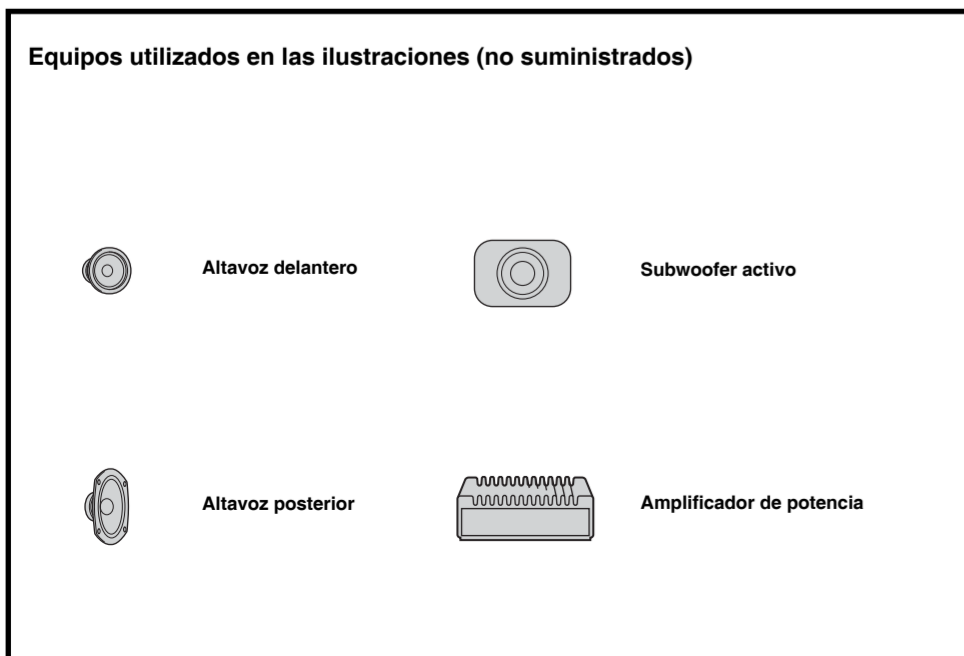 Equipos utilizados en las ilustraciones (no suministrados)
Altavoz delantero
Subwoofer activo
Altavoz posterior
Amplificador de potencia